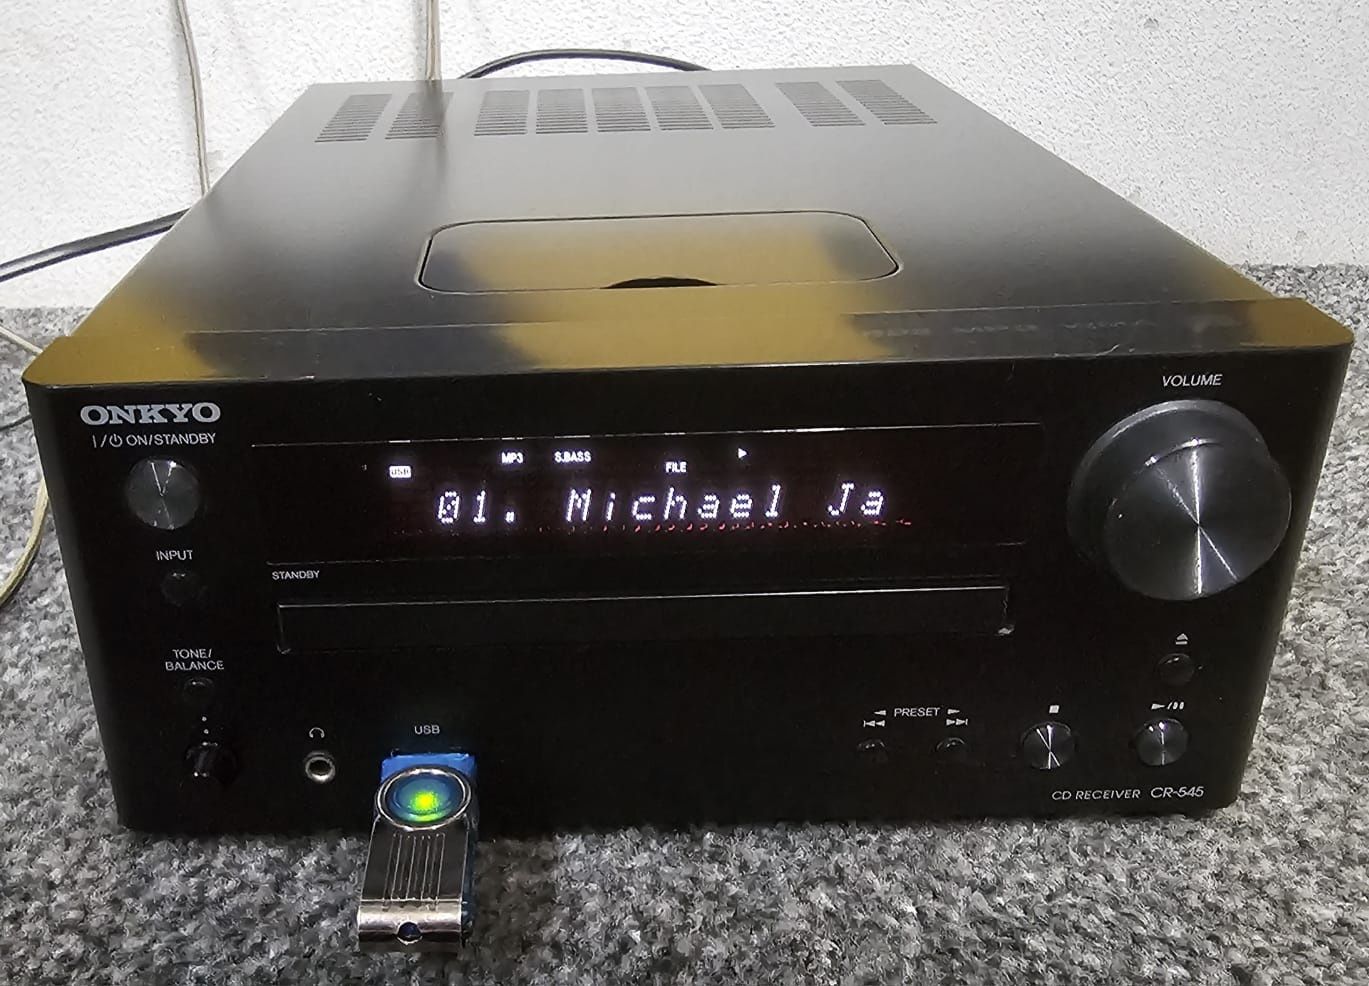 ONKYO
ON/STANDBY
INPUT
TONE/
BALANCE
USB
MP3
S.BASS
FILE
01. Michael Ja
STANDBY
VOLUME
USB
PRESET
CD RECEIVER CR-545